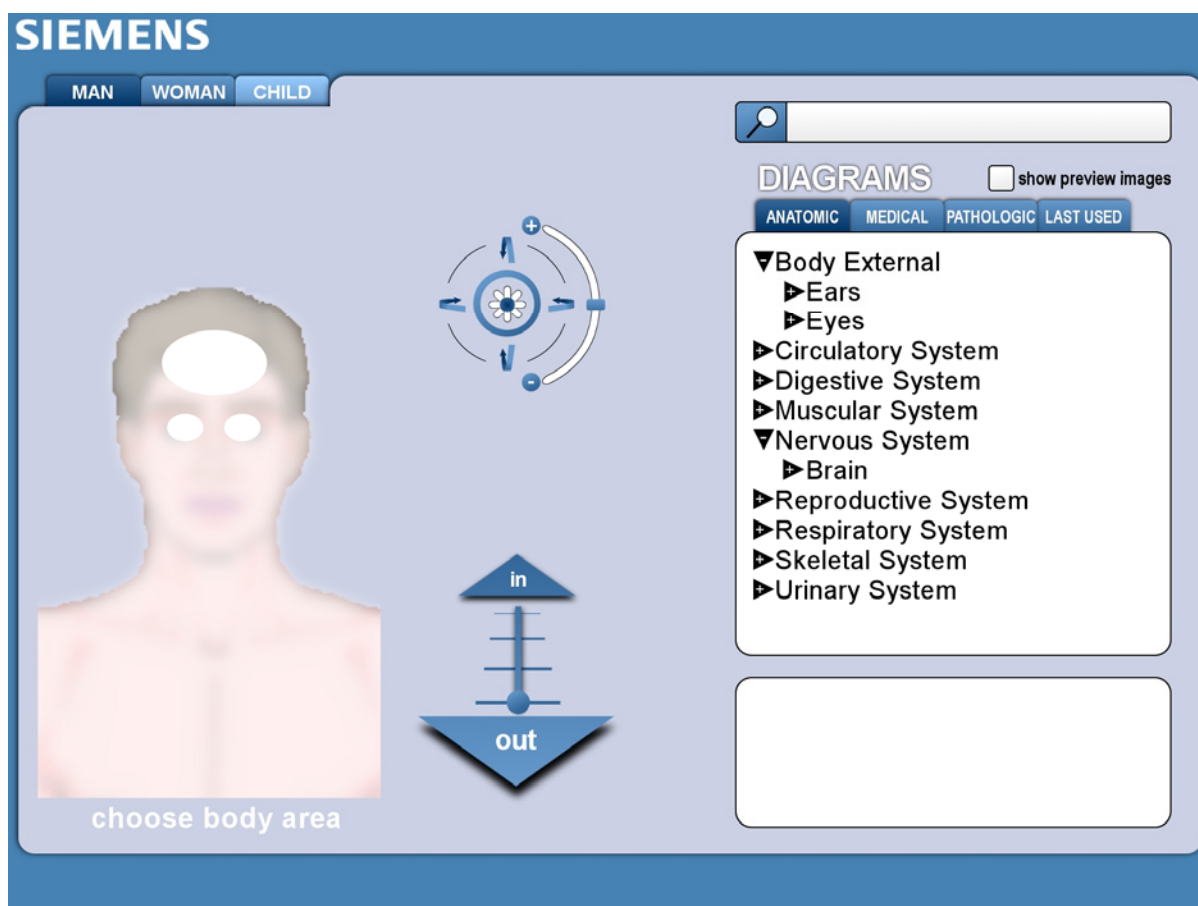 SIEMENS
MAN WOMAN CHILD
DIAGRAMS
show preview images
ANATOMIC MEDICAL PATHOLOGIC LAST USED
Body External
Ears
Eyes
Circulatory System
Digestive System
Muscular System
Nervous System
Brain
Reproductive System
Respiratory System
Skeletal System
Urinary System
in
out
choose body area